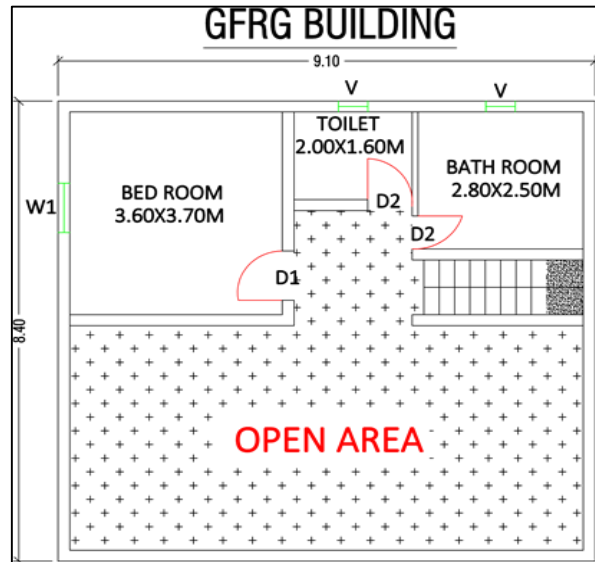 GFRG BUILDING
9.10
V
V
TOILET
2.00X1.60M
BED ROOM
3.60X3.70M
BATH ROOM
2.80X2.50M
W1
D2
D2
D1
8.40
OPEN AREA